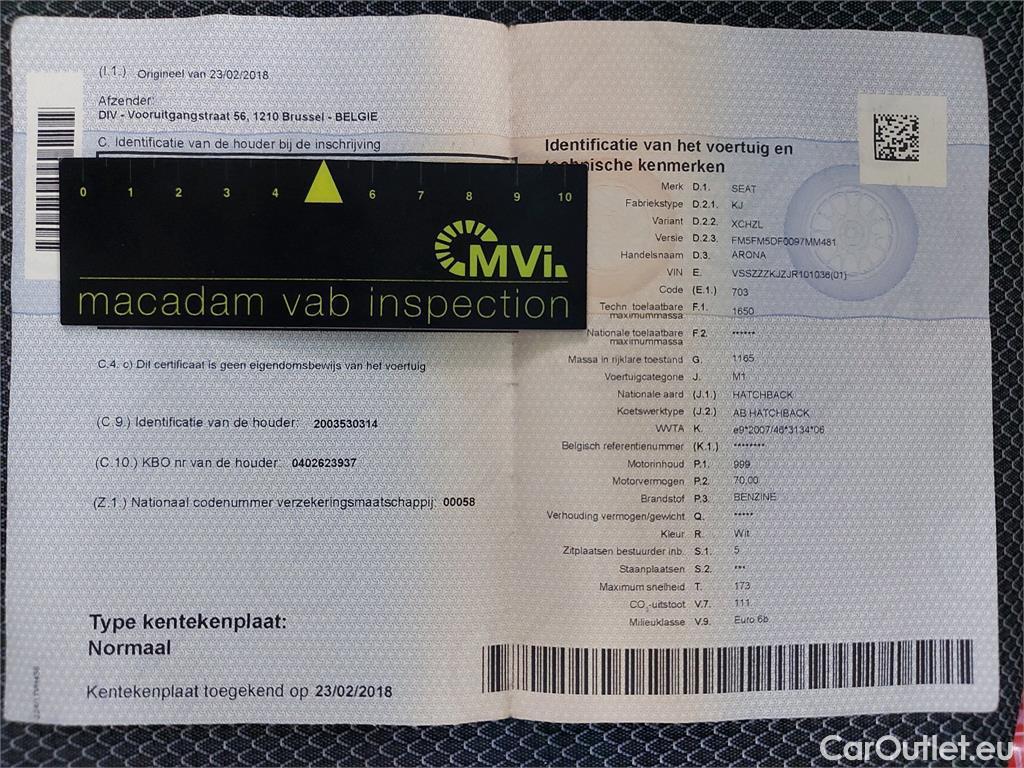 (I.1.) Origineel van 23/02/2018
Afzender:
DIV - Vooruitgangstraat 56, 1210 Brussel - BELGIE
C. Identificatie van de houder bij de inschrijving
0 1 2 3 4 6 7 8 9 10
MVi.
macadam vab inspection
C.4. c) Dit certificaat is geen eigendomsbewijs van het voertuig
(C.9.) Identificatie van de houder: 2003530314
(C.10.) KBO nr van de houder: 0402623937
(Z.1.) Nationaal codenummer verzekeringsmaatschappij: 00058
Type kentekenplaat:
Normaal
Kentekenplaat toegekend op 23/02/2018
Identificatie van het voertuig en
technische kenmerken
Merk D.1. SEAT
Fabriekstype D.2.1. KJ
Variant D.2.2. XCHZL
Versie D.2.3. FM5FM5DF0097MM481
Handelsnaam D.3. ARONA
VIN E. VSSZZZKJZJR101036(01)
Code (E.1.) 703
Techn. toelaatbare F.1. 1650
maximummassa
Nationale toelaatbare F.2. ******
maximummassa
Massa in rijklare toestand G. 1165
Voertuigcategorie J. M1
Nationale aard (J.1.) HATCHBACK
Koetswerktype (J.2.) AB HATCHBACK
WVTA K. e9*2007/46*3134*06
Belgisch referentienummer (K.1.) ********
Motorinhoud P.1. 999
Motorvermogen P.2. 70.00
Brandstof P.3. BENZINE
Verhouding vermogen/gewicht Q. *****
Kleur R. Wit
Zitplaatsen bestuurder inb. S.1. 5
Staanplaatsen S.2. ***
Maximum snelheid T. 173
CO₂-uitstoot V.7. 111
Milieuklasse V.9. Euro 6b
CarOutlet.eu